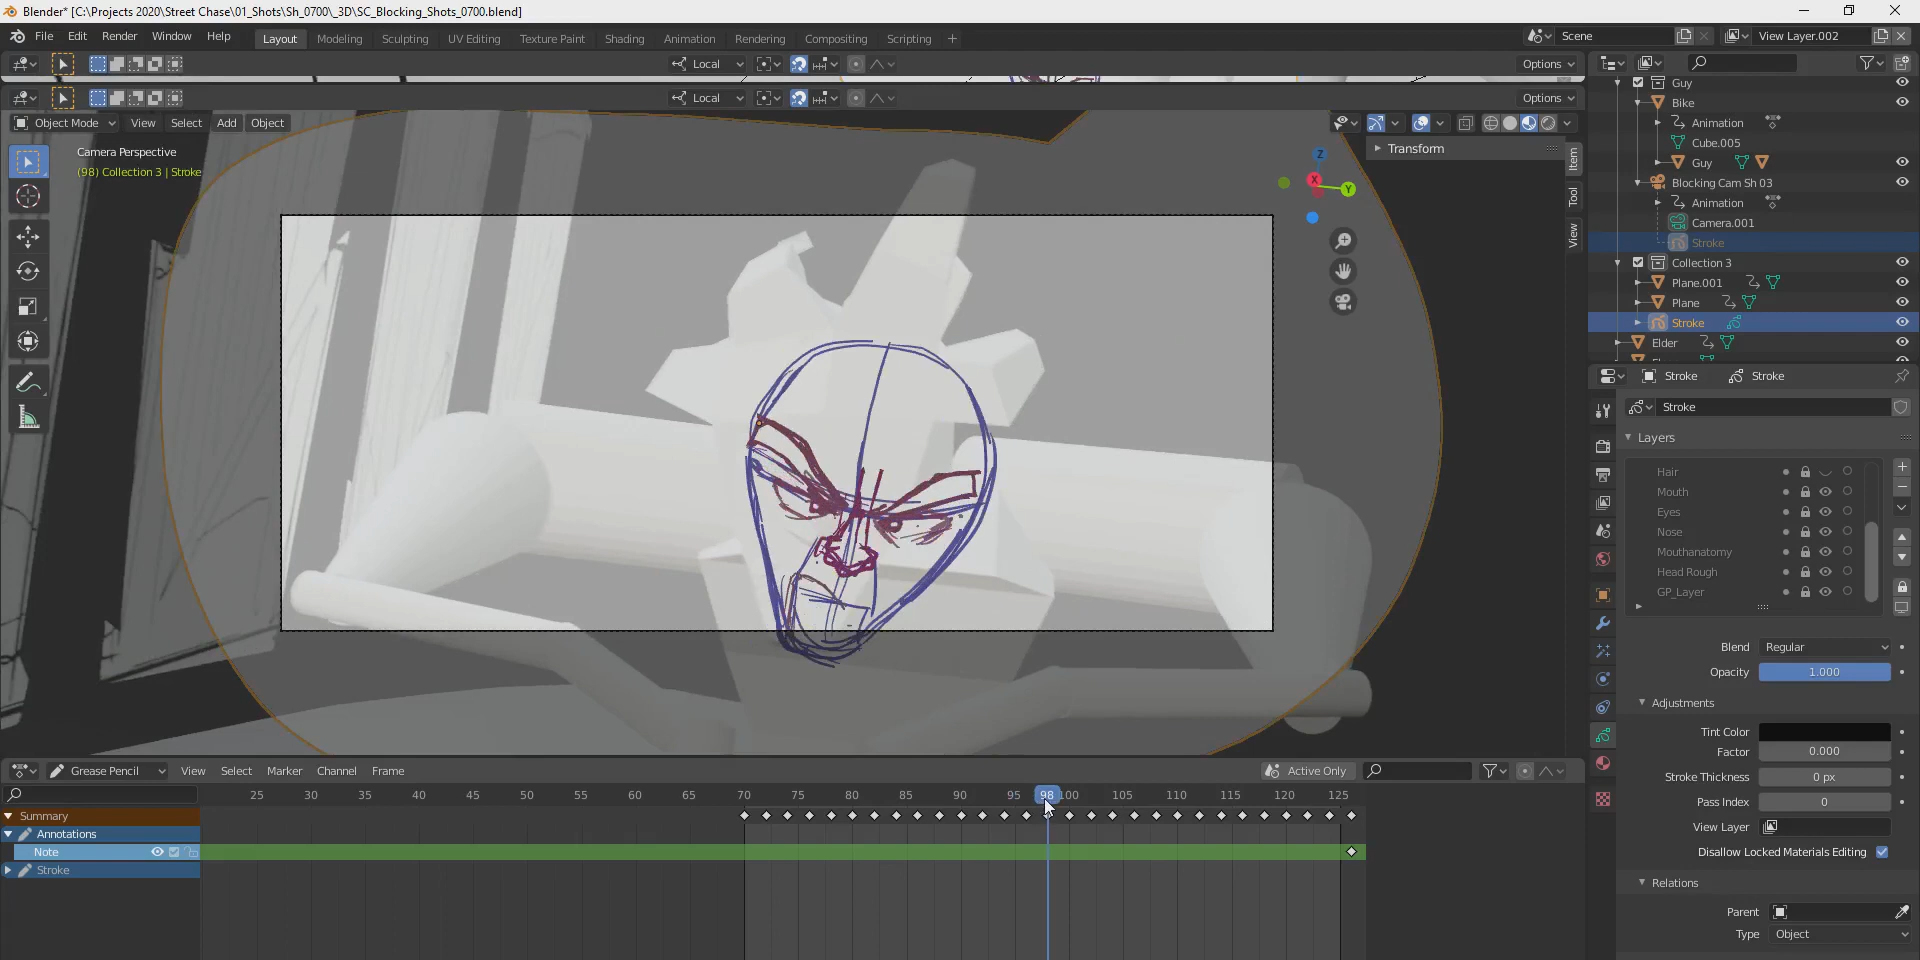 Blender* [C:\Projects 2020\Street Chase\01_Shots\Sh_0700\_3D\SC_Blocking_Shots_0700.blend]
File Edit Render Window Help Layout Modeling Sculpting UV Editing Texture Paint Shading Animation Rendering Compositing Scripting + Scene View Layer.002
Local Options
Local Options
Object Mode View Select Add Object
Camera Perspective
(98) Collection 3 | Stroke
Transform
Item
Tool
View
Z
X
Y
Guy
Bike
Animation
Cube.005
Guy
Blocking Cam Sh 03
Animation
Camera.001
Stroke
Collection 3
Plane.001
Plane
Stroke
Elder
Stroke Stroke
Stroke
Layers
Hair
Mouth
Eyes
Nose
Mouthanatomy
Head Rough
GP_Layer
Blend Regular
Opacity 1.000
Adjustments
Tint Color
Factor 0.000
Stroke Thickness 0 px
Pass Index 0
View Layer
Disallow Locked Materials Editing
Relations
Parent
Type Object
Grease Pencil View Select Marker Channel Frame Active Only
25 30 35 40 45 50 55 60 65 70 75 80 85 90 95 98 100 105 110 115 120 125
Summary
Annotations
Note
Stroke